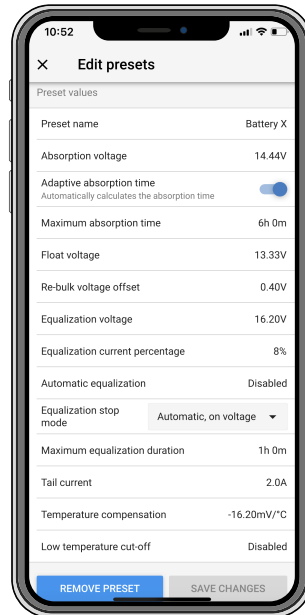 10:52
Edit presets
Preset values
Preset name Battery X
Absorption voltage 14.44V
Adaptive absorption time
Automatically calculates the absorption time
Maximum absorption time 6h 0m
Float voltage 13.33V
Re-bulk voltage offset 0.40V
Equalization voltage 16.20V
Equalization current percentage 8%
Automatic equalization Disabled
Equalization stop
mode Automatic, on voltage
Maximum equalization duration 1h 0m
Tail current 2.0A
Temperature compensation -16.20mV/°C
Low temperature cut-off Disabled
REMOVE PRESET SAVE CHANGES